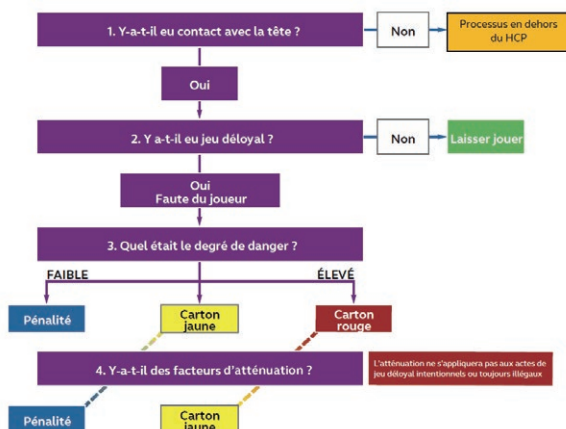 1. Y-a-t-il eu contact avec la tête ?
Non
Processus en dehors
du HCP
Oui
2. Y a-t-il eu jeu déloyal ?
Non
Laisser jouer
Oui
Faute du joueur
3. Quel était le degré de danger ?
FAIBLE
ÉLEVÉ
Pénalité
Carton
jaune
Carton
rouge
4. Y-a-t-il des facteurs d'atténuation ?
L'atténuation ne s'appliquera pas aux actes de
jeu déloyal intentionnels ou toujours illégaux
Pénalité
Carton
jaune